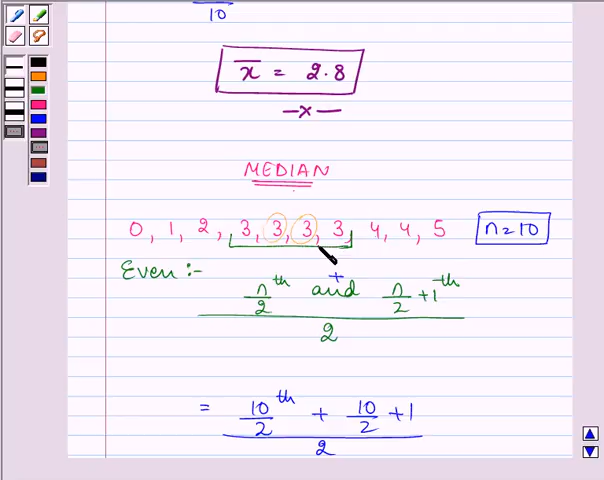 10
x̄ = 2.8
—x—
MEDIAN
0, 1, 2, 3, 3, 3, 3, 4, 4, 5 n=10
Even :- n/2 th and + n/2 +1 th
2
= 10/2 th + 10/2 +1
2